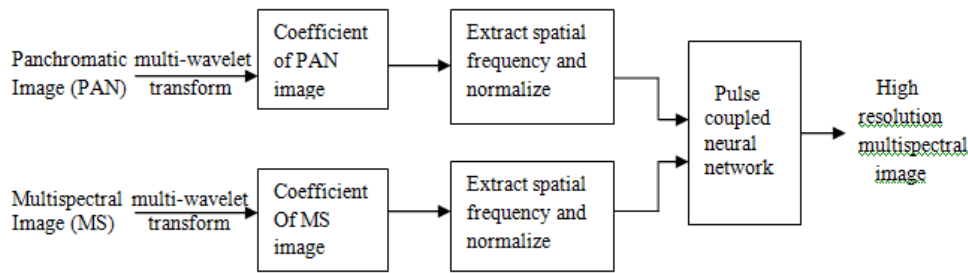 Panchromatic
Image (PAN)
multi-wavelet
transform
Coefficient
of PAN
image
Extract spatial
frequency and
normalize
Multispectral
Image (MS)
multi-wavelet
transform
Coefficient
Of MS
image
Extract spatial
frequency and
normalize
Pulse
coupled
neural
network
High
resolution
multispectral
image